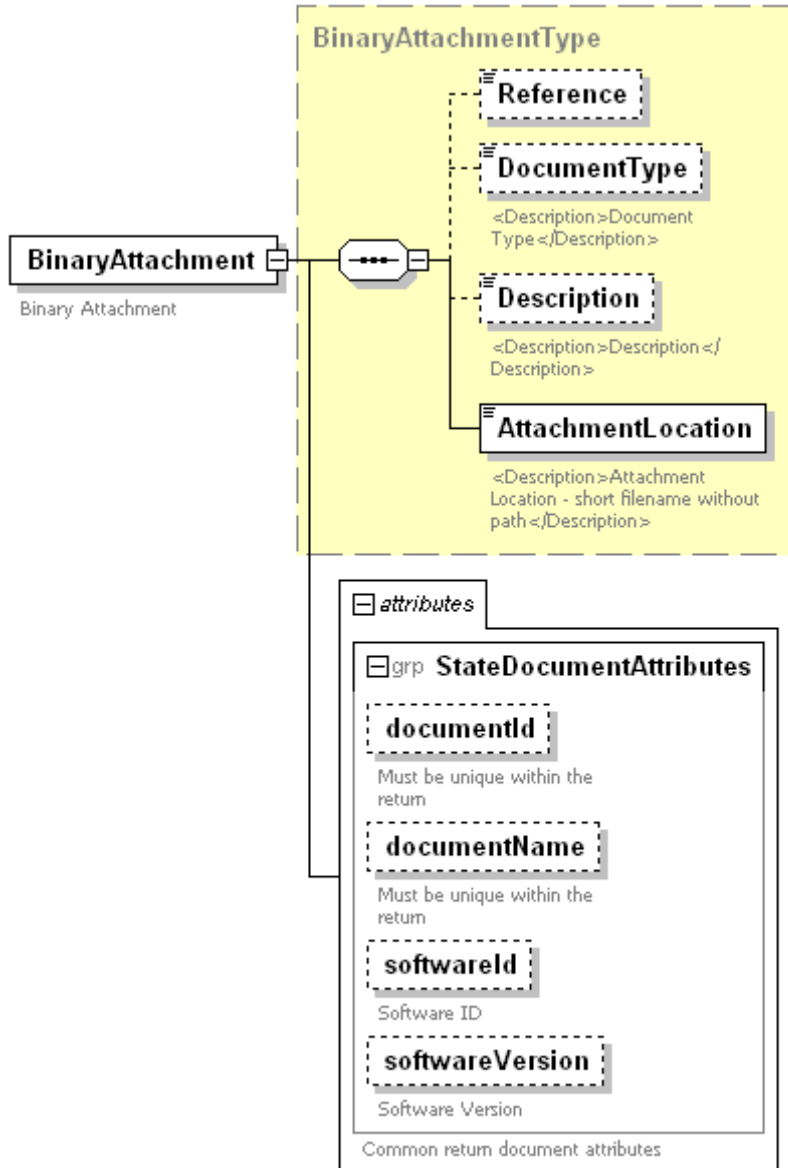 BinaryAttachmentType
Reference
DocumentType
<Description>Document
Type</Description>
BinaryAttachment
Binary Attachment
Description
<Description>Description</
Description>
AttachmentLocation
<Description>Attachment
Location - short filename without
path</Description>
attributes
grp StateDocumentAttributes
documentId
Must be unique within the
return
documentName
Must be unique within the
return
softwareId
Software ID
softwareVersion
Software Version
Common return document attributes